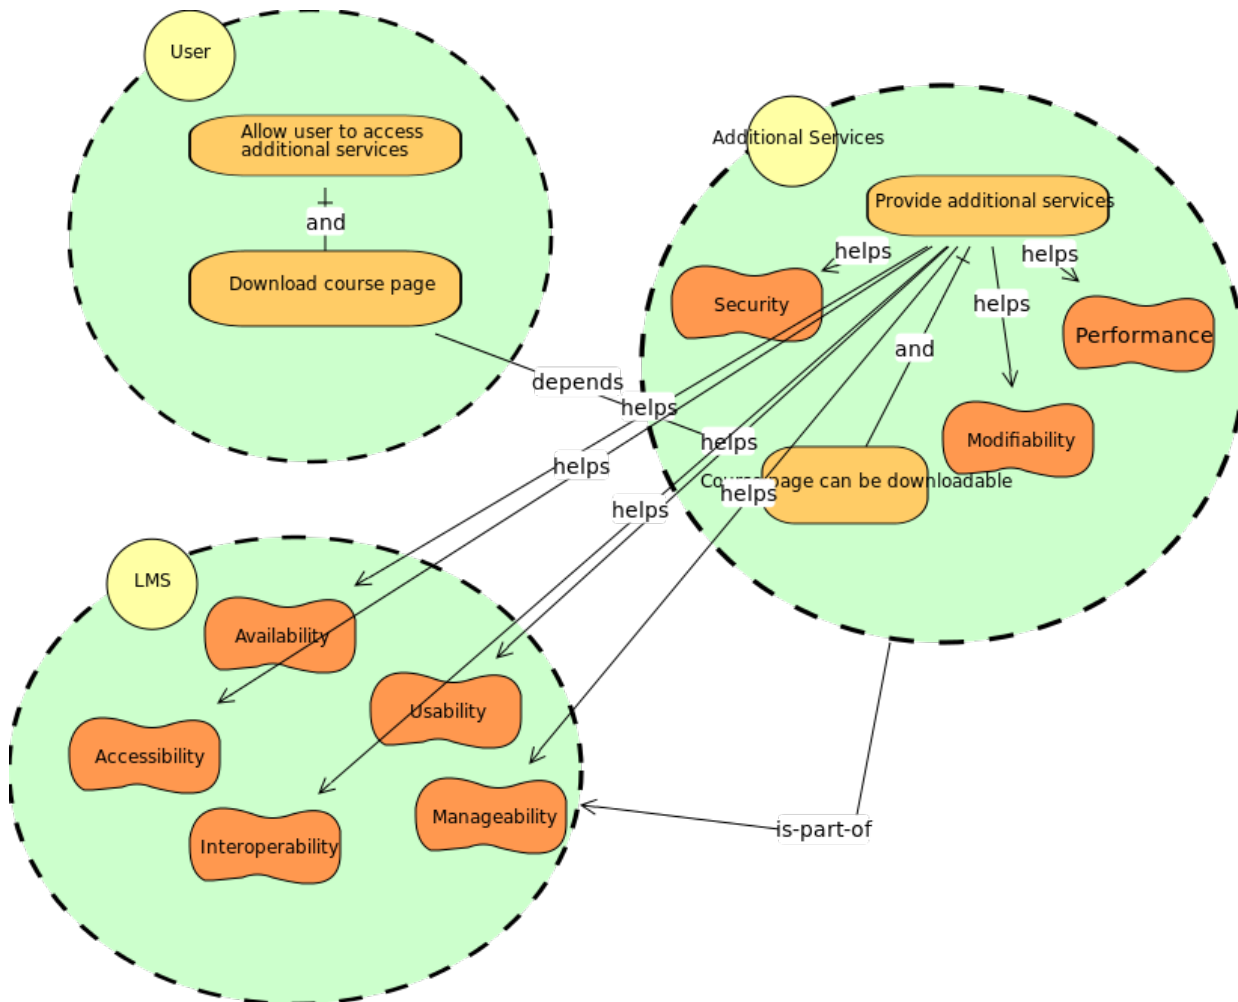 User
Allow user to access
additional services
and
Download course page
Additional Services
Provide additional services
helps
helps
Security
helps
Performance
and
depends
helps
Modifiability
helps
helps
Course page can be downloadable
helps
helps
LMS
Availability
Usability
Accessibility
Manageability
is-part-of
Interoperability